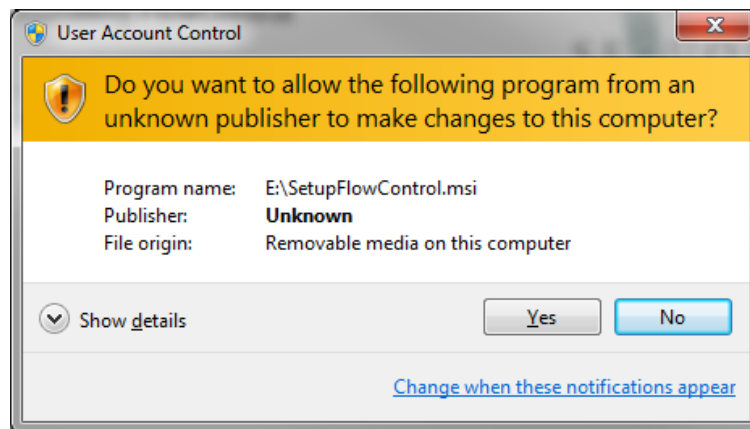 User Account Control
Do you want to allow the following program from an
unknown publisher to make changes to this computer?
Program name: E:\SetupFlowControl.msi
Publisher: Unknown
File origin: Removable media on this computer
Show details
Yes
No
Change when these notifications appear